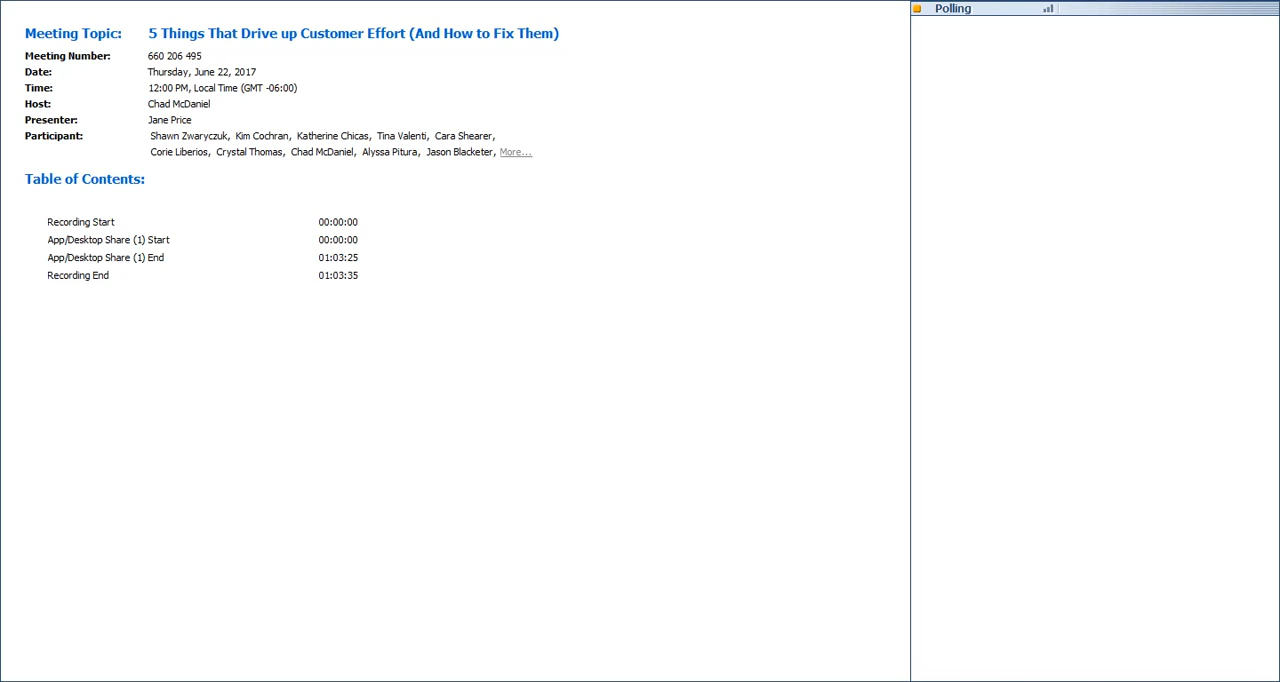 Polling
Meeting Topic: 5 Things That Drive up Customer Effort (And How to Fix Them)
Meeting Number: 660 206 495
Date: Thursday, June 22, 2017
Time: 12:00 PM, Local Time (GMT -06:00)
Host: Chad McDaniel
Presenter: Jane Price
Participant: Shawn Zwaryczuk, Kim Cochran, Katherine Chicas, Tina Valenti, Cara Shearer,
Corie Liberios, Crystal Thomas, Chad McDaniel, Alyssa Pitura, Jason Blacketer, More...
Table of Contents:
Recording Start 00:00:00
App/Desktop Share (1) Start 00:00:00
App/Desktop Share (1) End 01:03:25
Recording End 01:03:35